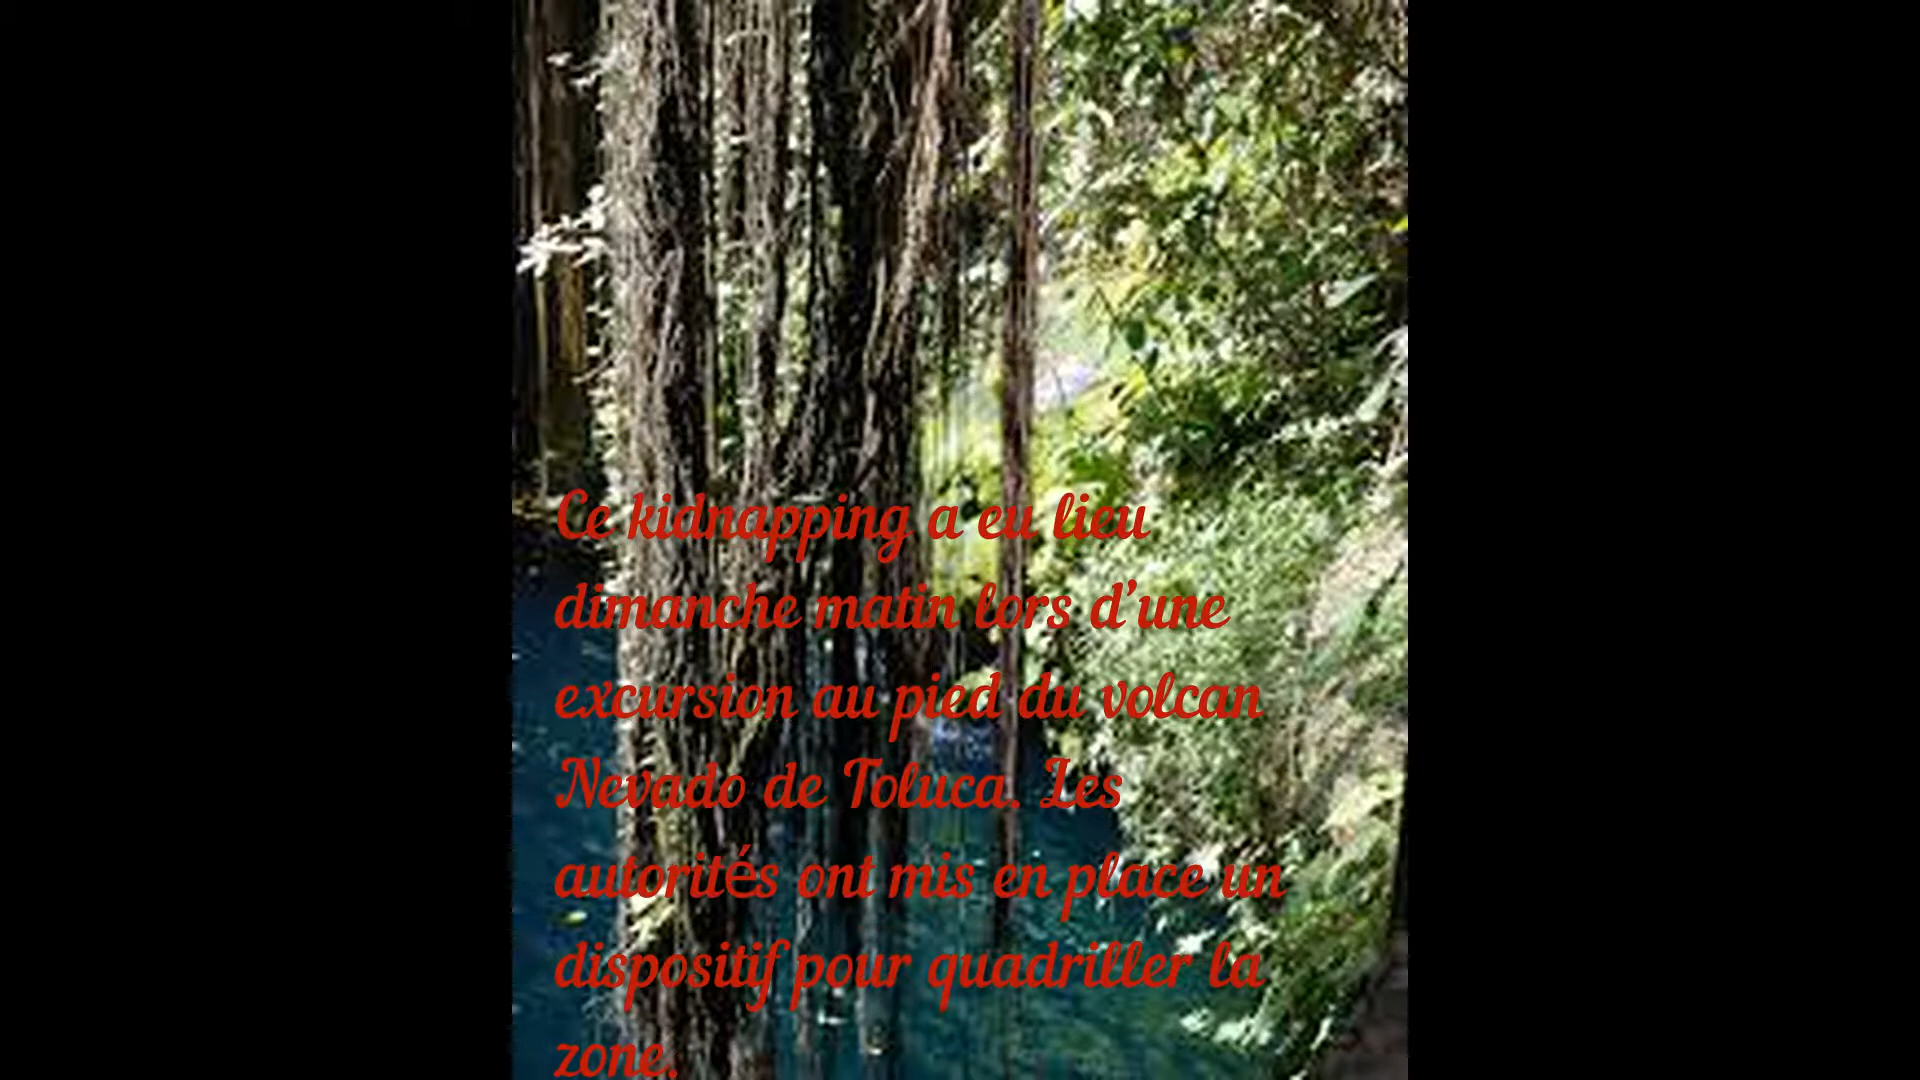 Ce kidnapping a eu lieu
dimanche matin lors d’une
excursion au pied du volcan
Nevado de Toluca. Les
autorités ont mis en place un
dispositif pour quadriller la
zone.